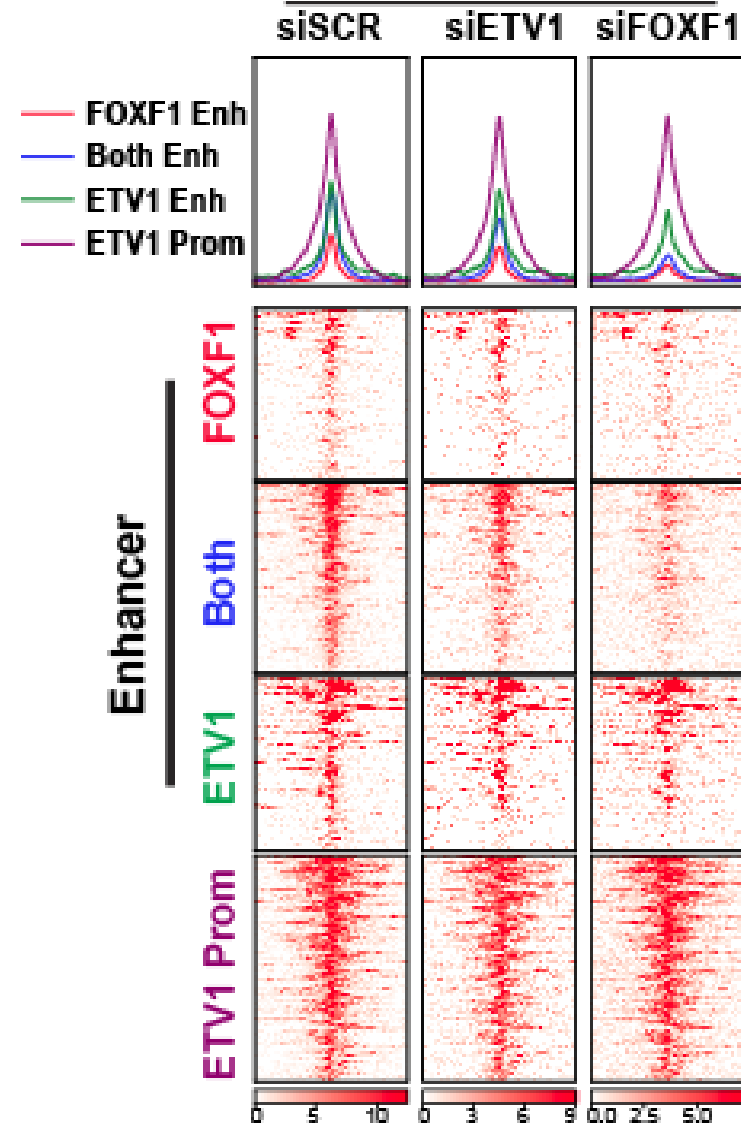 siSCR siETV1 siFOXF1
FOXF1 Enh
Both Enh
ETV1 Enh
ETV1 Prom
Enhancer
FOXF1
Both
ETV1
ETV1 Prom
0 5 10 0 3 6 9 0.0 2.5 5.0